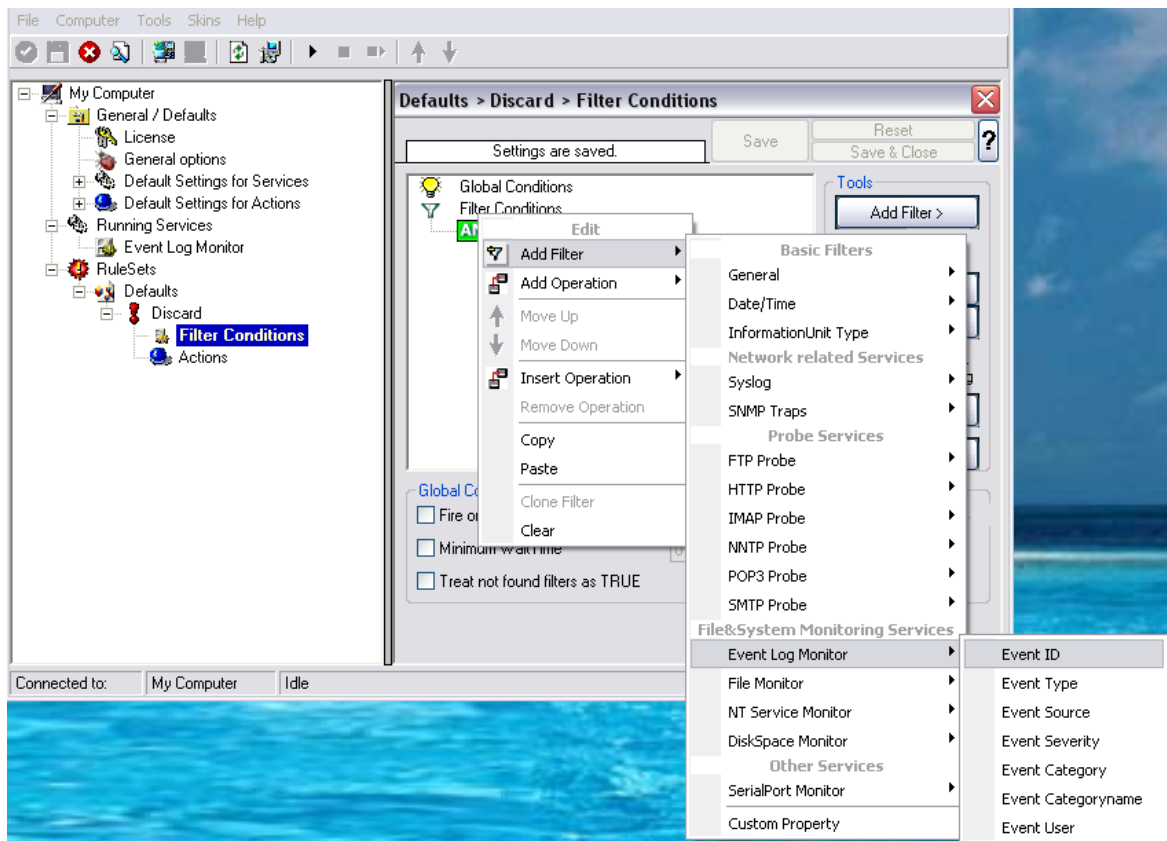 File Computer Tools Skins Help
My Computer
General / Defaults
License
General options
Default Settings for Services
Default Settings for Actions
Running Services
Event Log Monitor
RuleSets
Defaults
Discard
Filter Conditions
Actions
Defaults > Discard > Filter Conditions
Settings are saved.
Save
Reset
Save & Close
?
Global Conditions
Filter Conditions
Tools
Add Filter >
Edit
Add Filter
Add Operation
Move Up
Move Down
Insert Operation
Remove Operation
Copy
Paste
Clone Filter
Clear
Basic Filters
General
Date/Time
InformationUnit Type
Network related Services
Syslog
SNMP Traps
Probe Services
FTP Probe
HTTP Probe
IMAP Probe
NNTP Probe
POP3 Probe
SMTP Probe
File&System Monitoring Services
Event Log Monitor
File Monitor
NT Service Monitor
DiskSpace Monitor
Other Services
SerialPort Monitor
Custom Property
Event ID
Event Type
Event Source
Event Severity
Event Category
Event Categoryname
Event User
Global
Fire
Minimum WaitTime
Treat not found filters as TRUE
Connected to: My Computer Idle